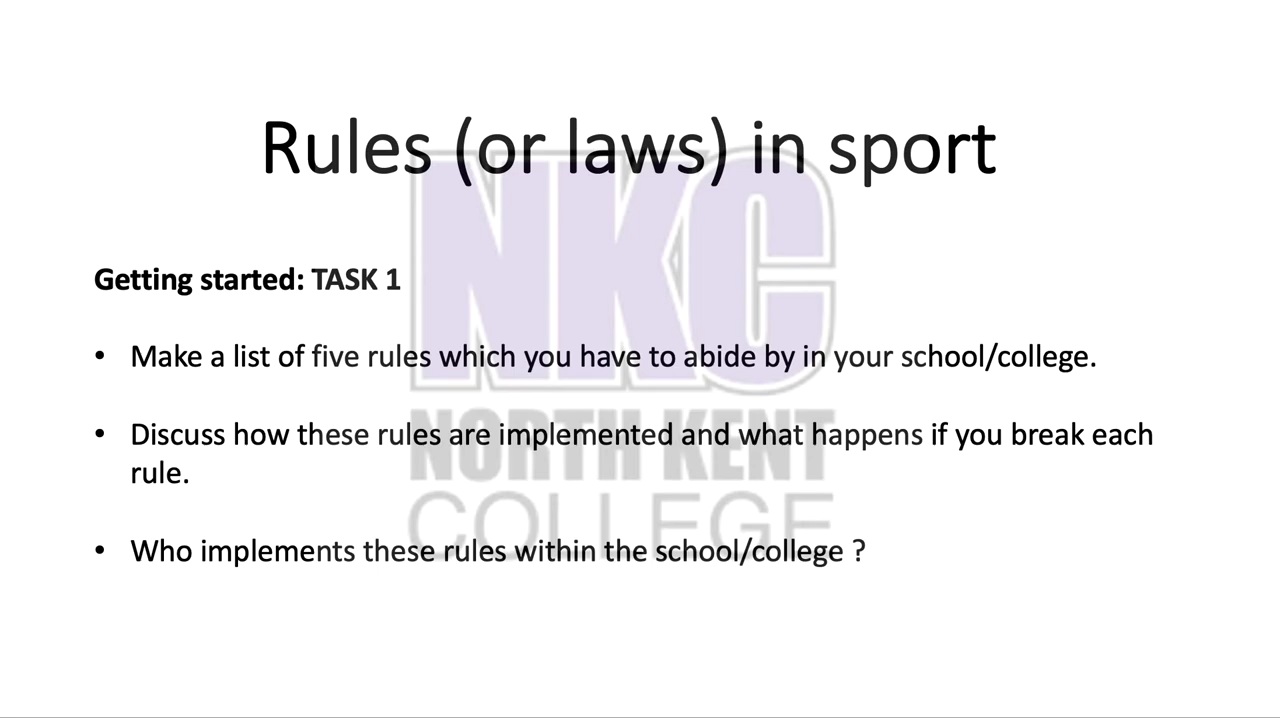 Rules (or laws) in sport
Getting started: TASK 1
• Make a list of five rules which you have to abide by in your school/college.
• Discuss how these rules are implemented and what happens if you break each
rule.
• Who implements these rules within the school/college ?
NKC
NORTH KENT
COLLEGE